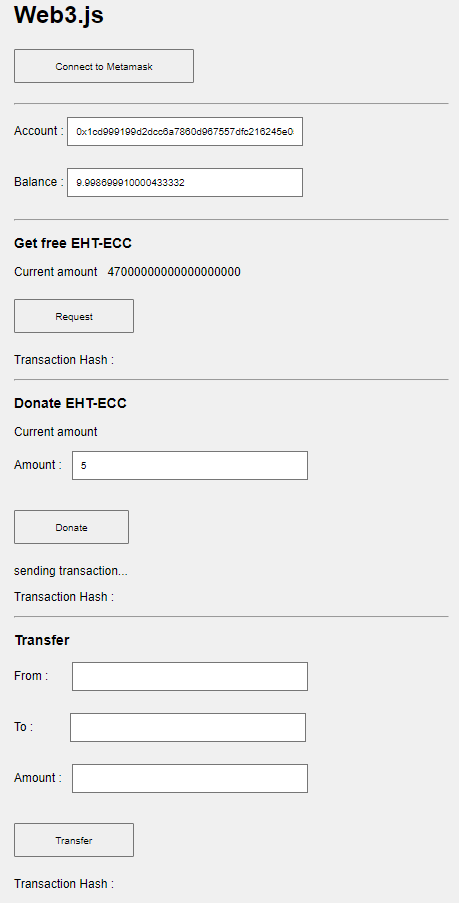 Web3.js
Connect to Metamask
Account : 0x1cd999199d2dcc6a7860d967557dfc216245e0
Balance : 9.998699910000433332
Get free EHT-ECC
Current amount 47000000000000000000
Request
Transaction Hash :
Donate EHT-ECC
Current amount
Amount : 5
Donate
sending transaction...
Transaction Hash :
Transfer
From :
To :
Amount :
Transfer
Transaction Hash :